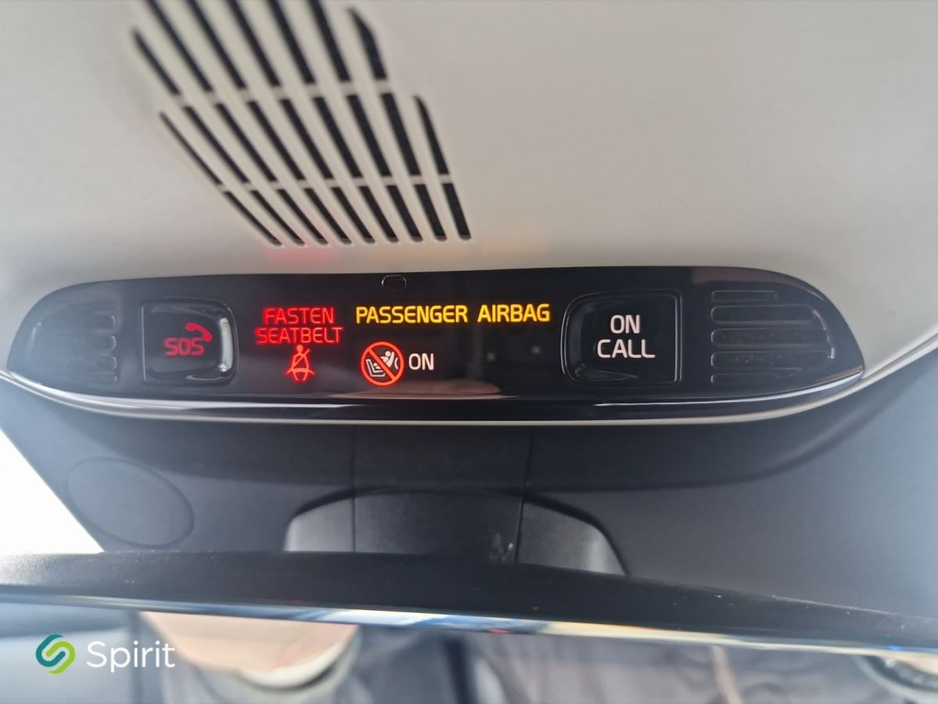 SOS
FASTEN
SEATBELT
PASSENGER AIRBAG
ON
ON
CALL
Spirit